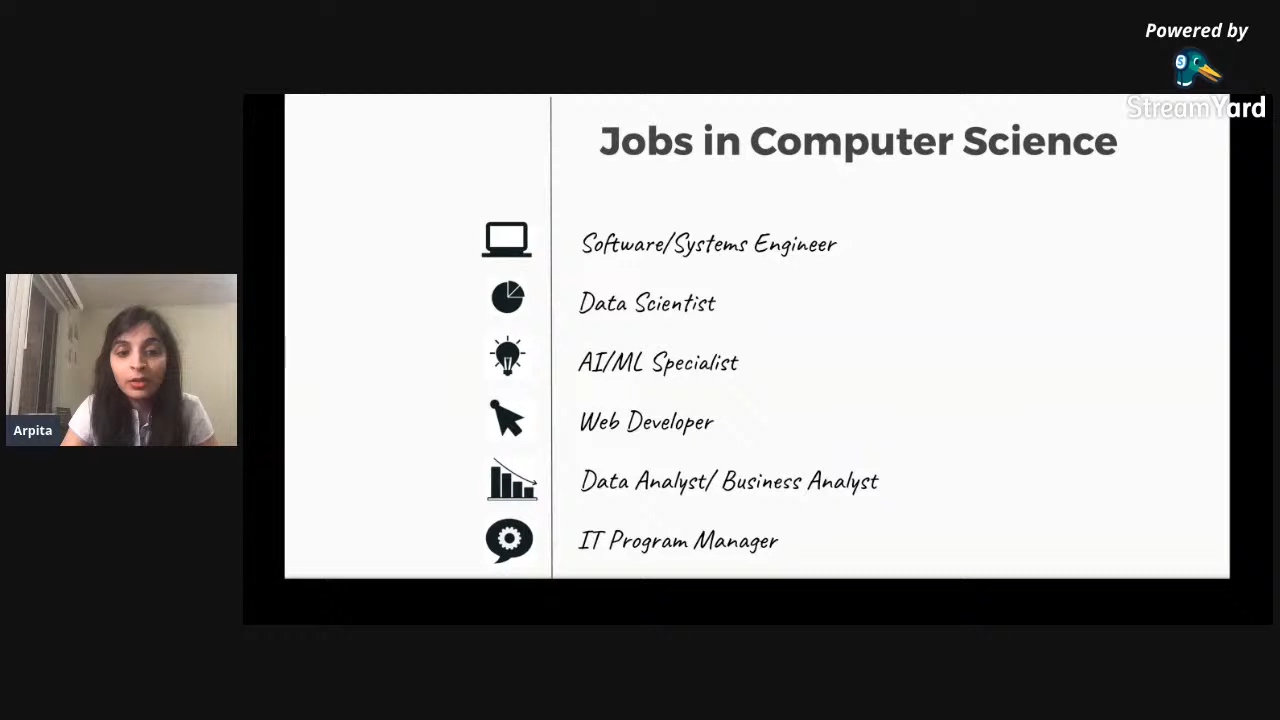 Powered by
StreamYard
Jobs in Computer Science
Software/Systems Engineer
Data Scientist
AI/ML Specialist
Web Developer
Data Analyst/ Business Analyst
IT Program Manager
Arpita
S